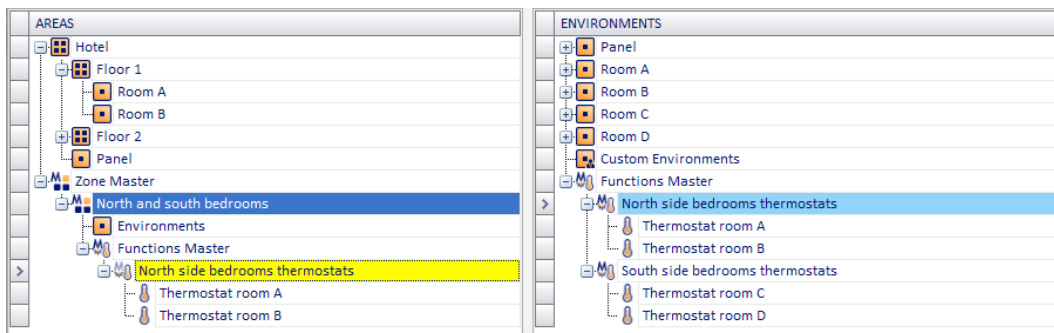 AREAS
Hotel
Floor 1
Room A
Room B
Floor 2
Panel
Zone Master
North and south bedrooms
Environments
Functions Master
North side bedrooms thermostats
Thermostat room A
Thermostat room B
ENVIRONMENTS
Panel
Room A
Room B
Room C
Room D
Custom Environments
Functions Master
North side bedrooms thermostats
Thermostat room A
Thermostat room B
South side bedrooms thermostats
Thermostat room C
Thermostat room D